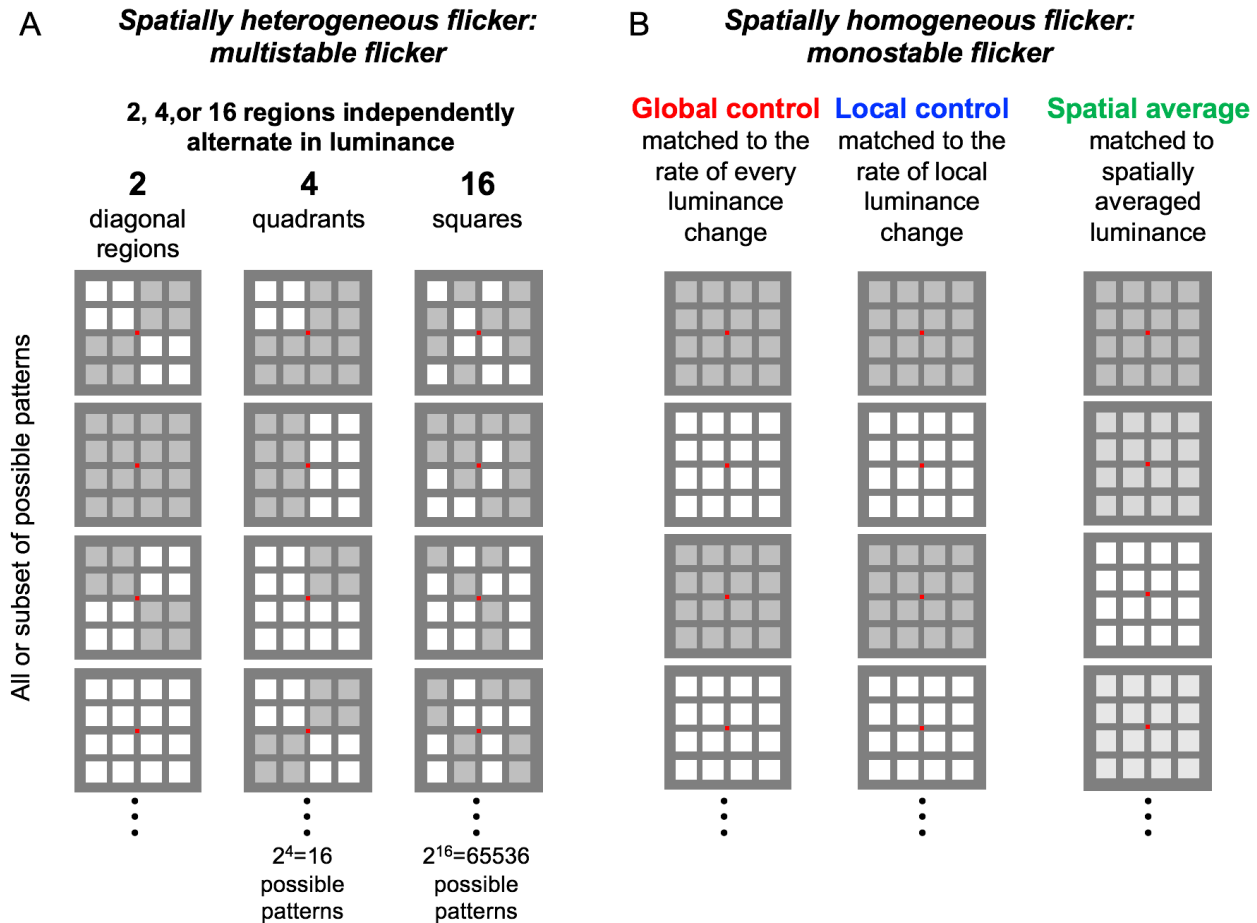 A
Spatially heterogeneous flicker:
multistable flicker
2, 4,or 16 regions independently
alternate in luminance
2
diagonal
regions
4
quadrants
16
squares
All or subset of possible patterns
2⁴=16
possible
patterns
2¹⁶=65536
possible
patterns
B
Spatially homogeneous flicker:
monostable flicker
Global control
matched to the
rate of every
luminance
change
Local control
matched to the
rate of local
luminance
change
Spatial average
matched to
spatially
averaged
luminance